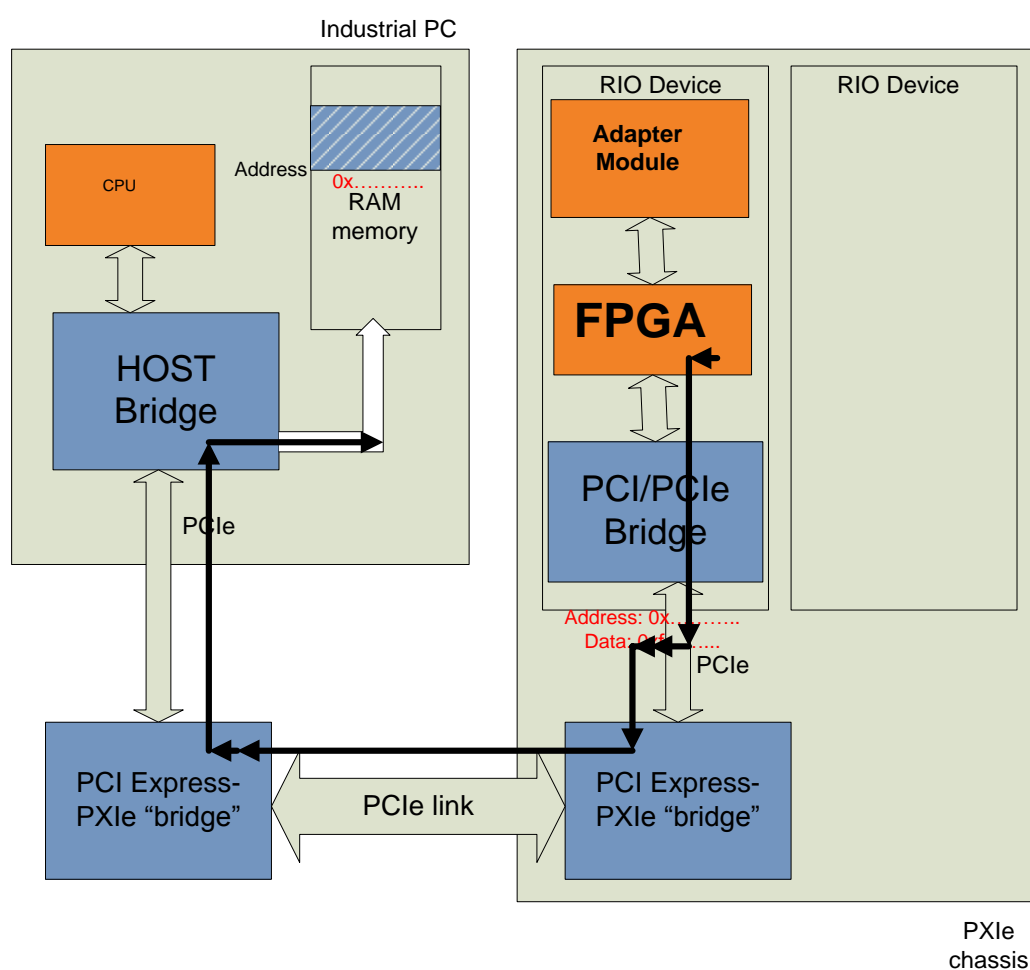 Industrial PC
CPU
Address
0x………..
RAM
memory
HOST
Bridge
PCIe
RIO Device
RIO Device
Adapter
Module
FPGA
PCI/PCIe
Bridge
Address: 0x………..
Data:
PCIe
PCI Express-
PXIe “bridge”
PCIe link
PCI Express-
PXIe “bridge”
PXIe
chassis